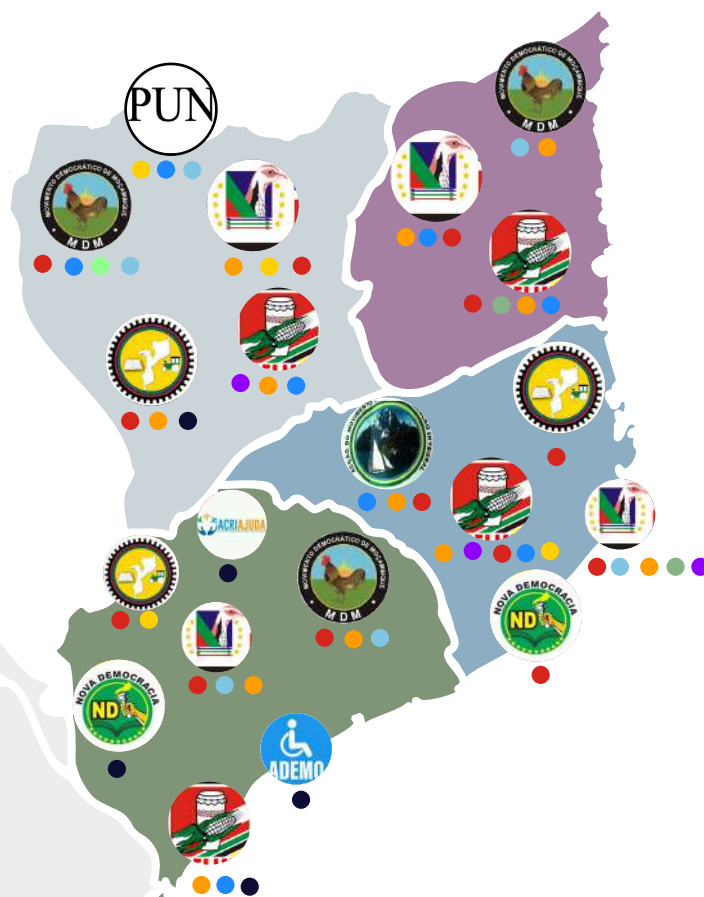 PUN
MOVIMENTO DEMOCRÁTICO DE MOÇAMBIQUE
MDM
MOVIMENTO DEMOCRÁTICO DE MOÇAMBIQUE
MDM
ACRIAJUDA
MOVIMENTO DEMOCRÁTICO DE MOÇAMBIQUE
MDM
NOVA DEMOCRACIA
ND
NOVA DEMOCRACIA
ND
ADEMO